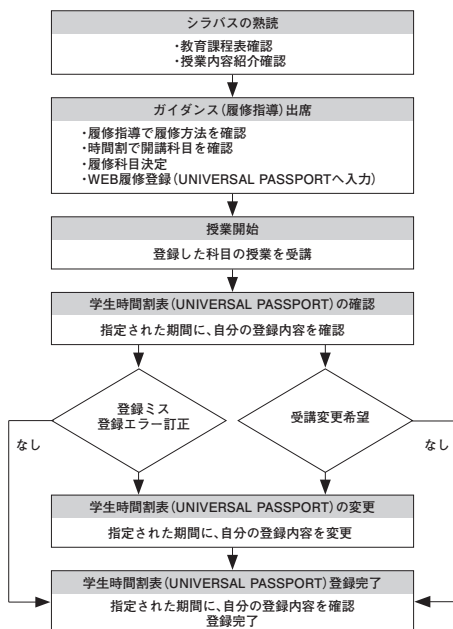 シラバスの熟読
・教育課程表確認
・授業内容紹介確認
ガイダンス(履修指導)出席
・履修指導で履修方法を確認
・時間割で開講科目を確認
・履修科目決定
・WEB履修登録(UNIVERSAL PASSPORTへ入力)
授業開始
登録した科目の授業を受講
学生時間割表(UNIVERSAL PASSPORT)の確認
指定された期間に、自分の登録内容を確認
登録ミス
登録エラー訂正
受講変更希望
なし
なし
学生時間割表(UNIVERSAL PASSPORT)の変更
指定された期間に、自分の登録内容を変更
学生時間割表(UNIVERSAL PASSPORT)登録完了
指定された期間に、自分の登録内容を確認
登録完了